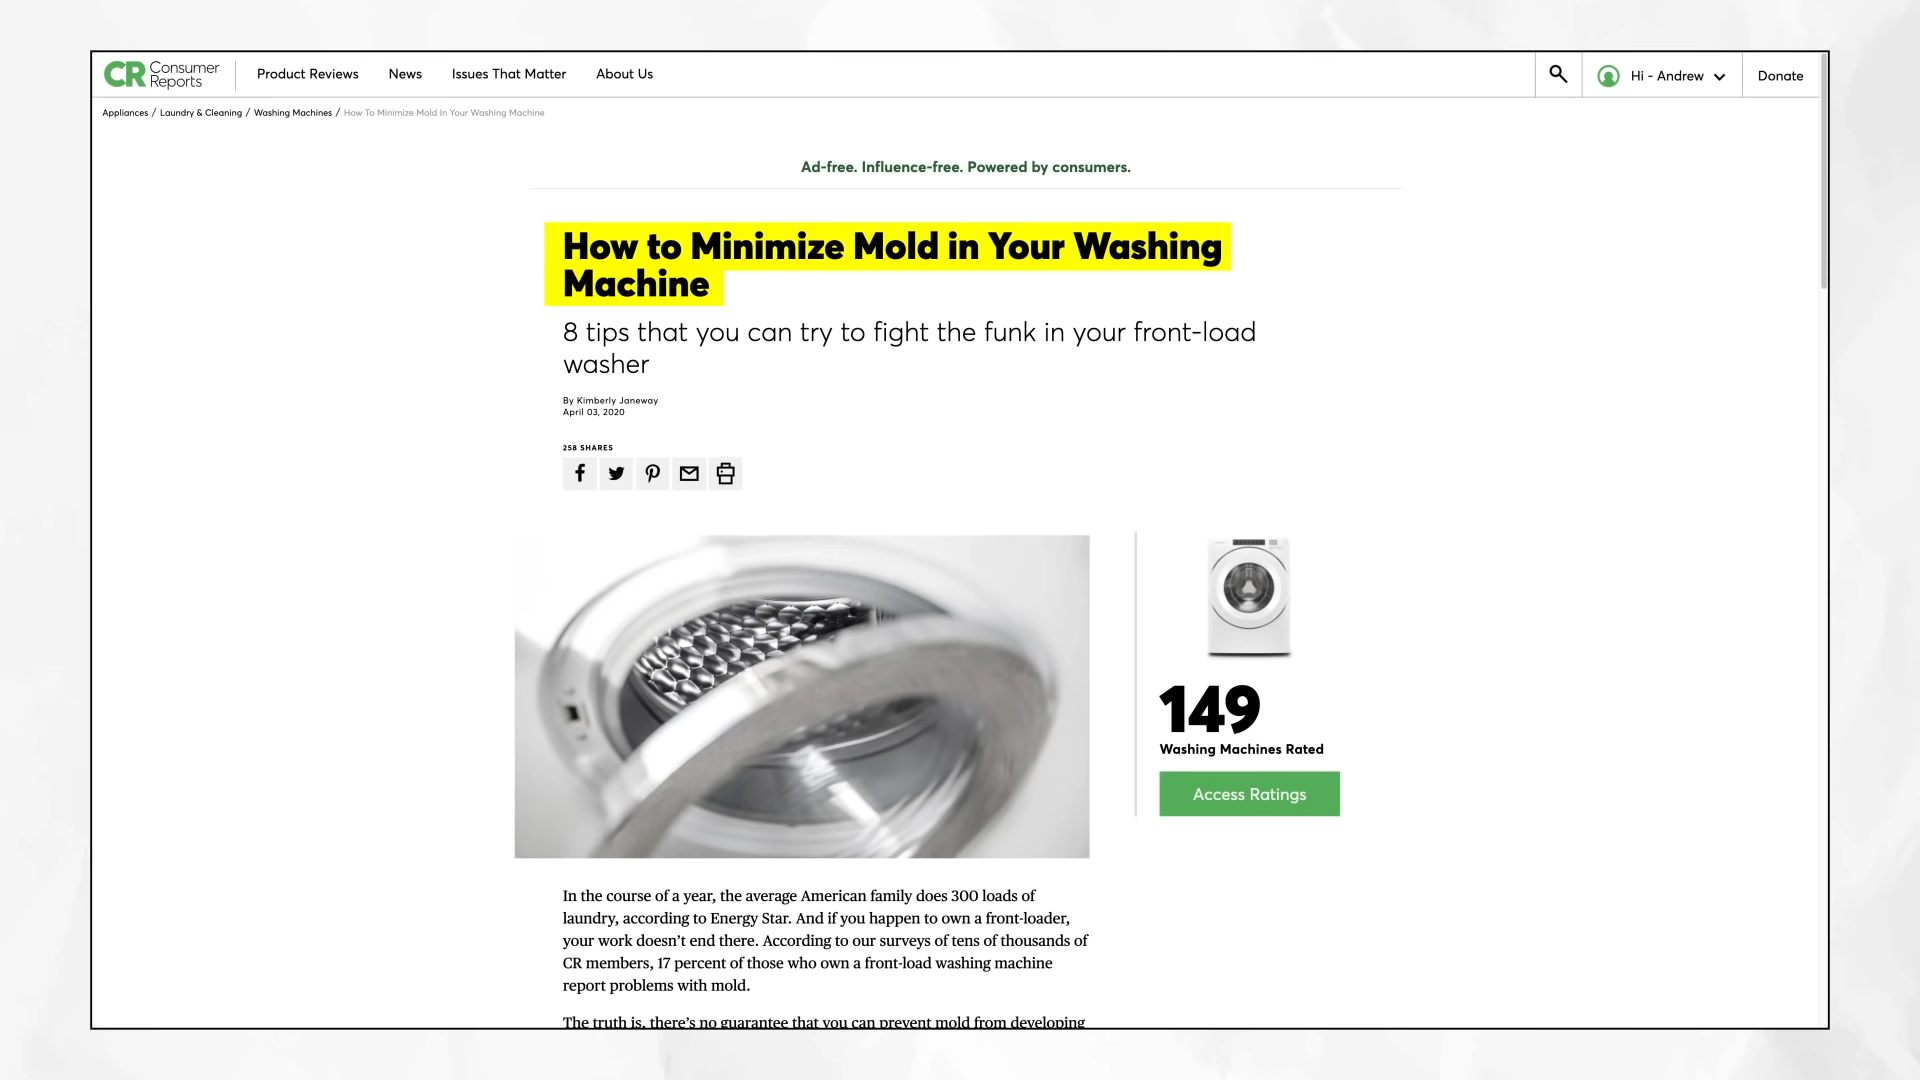 CR Consumer
Reports
Product Reviews
News
Issues That Matter
About Us
Hi - Andrew
Donate
Appliances / Laundry & Cleaning / Washing Machines / How To Minimize Mold In Your Washing Machine
Ad-free. Influence-free. Powered by consumers.
How to Minimize Mold in Your Washing
Machine
8 tips that you can try to fight the funk in your front-load
washer
By Kimberly Janeway
April 03, 2020
258 SHARES
149
Washing Machines Rated
Access Ratings
In the course of a year, the average American family does 300 loads of
laundry, according to Energy Star. And if you happen to own a front-loader,
your work doesn’t end there. According to our surveys of tens of thousands of
CR members, 17 percent of those who own a front-load washing machine
report problems with mold.
The truth is, there’s no guarantee that you can prevent mold from developing